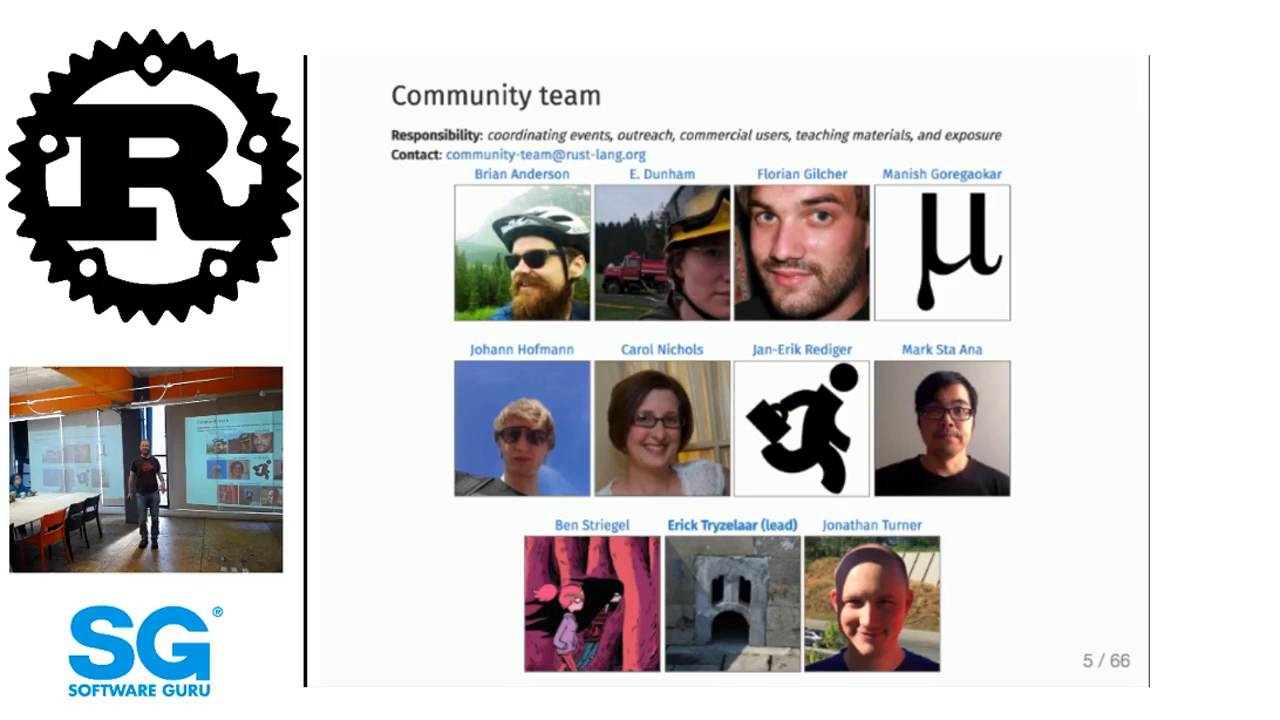 R
Community team
Responsibility: coordinating events, outreach, commercial users, teaching materials, and exposure
Contact: community-team@rust-lang.org
Brian Anderson
E. Dunham
Florian Gilcher
Manish Goregaokar
µ
Johann Hofmann
Carol Nichols
Jan-Erik Rediger
Mark Sta Ana
Ben Striegel
Erick Tryzelaar (lead)
Jonathan Turner
5 / 66
SG®
SOFTWARE GURU